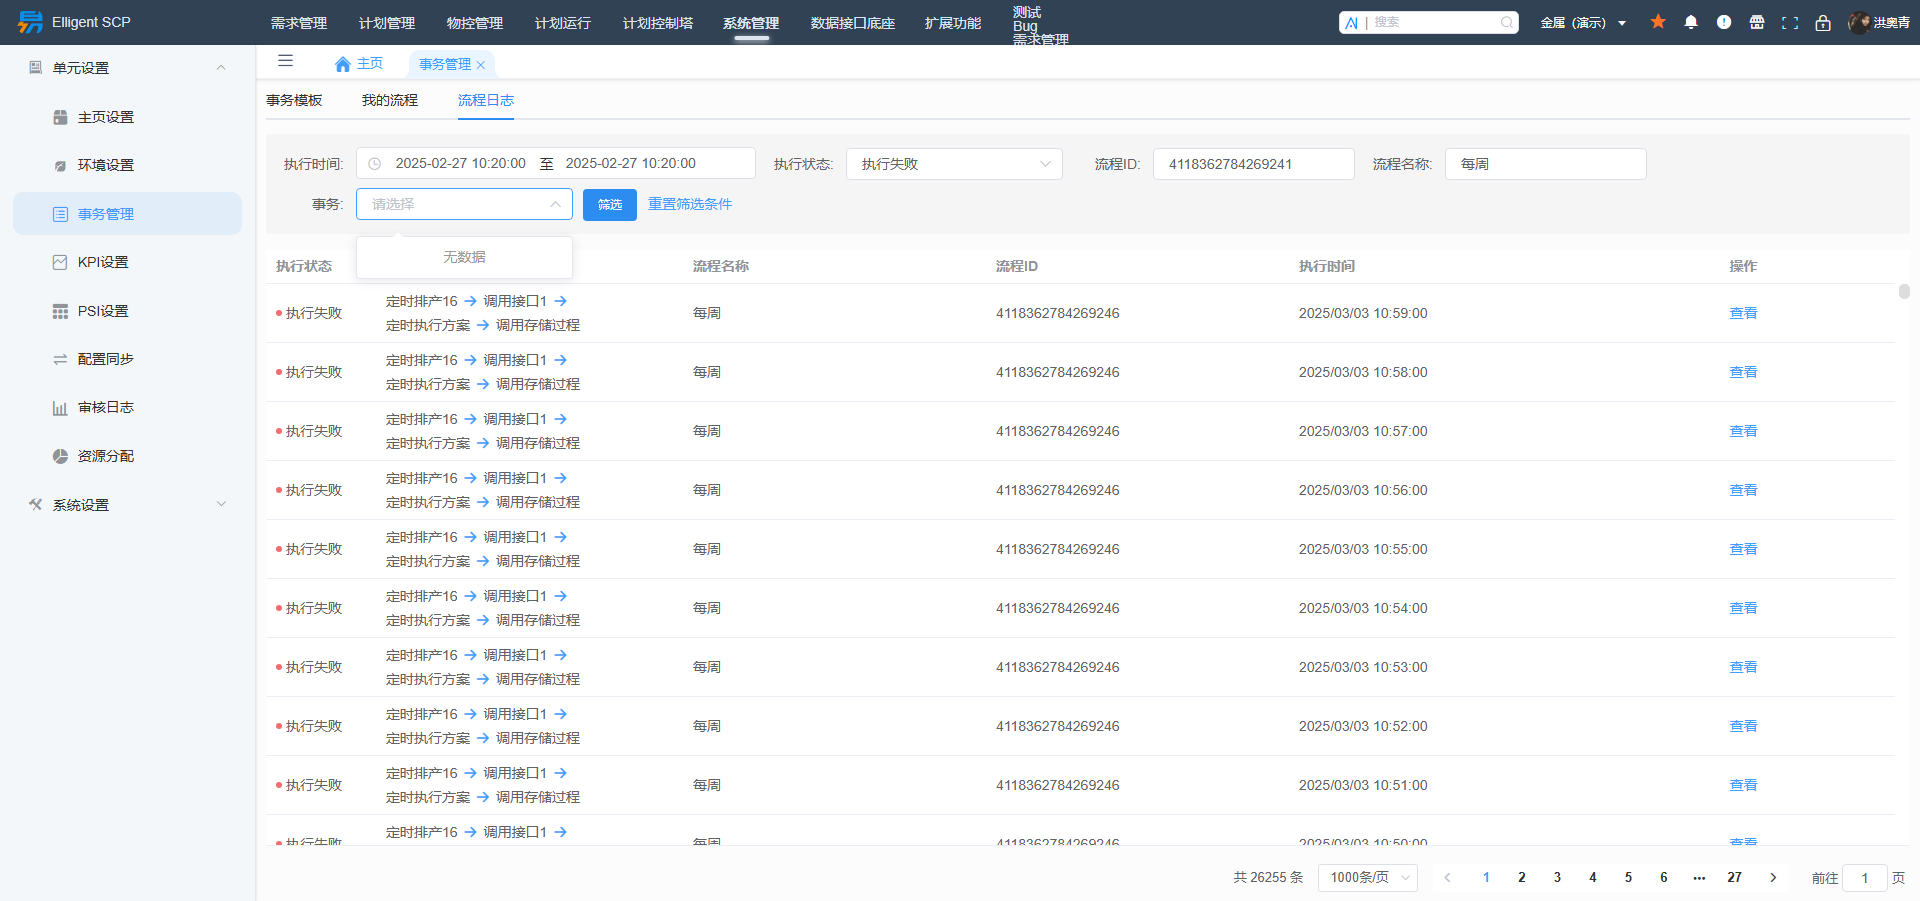 Elligent SCP
需求管理
计划管理
物控管理
计划运行
计划控制塔
系统管理
数据接口底座
扩展功能
测试
Bug
需求管理
AI | 搜索
金属（演示）
洪奥青
单元设置
主页设置
环境设置
事务管理
KPI设置
PSI设置
配置同步
审核日志
资源分配
系统设置
主页
事务管理
事务模板
我的流程
流程日志
执行时间: 2025-02-27 10:20:00 至 2025-02-27 10:20:00 执行状态: 执行失败 流程ID: 4118362784269241 流程名称: 每周
事务: 请选择 筛选 重置筛选条件
无数据
执行状态 流程名称 流程ID 执行时间 操作
定时排产16 → 调用接口1 →
执行失败 每周 4118362784269246 2025/03/03 10:59:00 查看
定时执行方案 → 调用存储过程
定时排产16 → 调用接口1 →
执行失败 每周 4118362784269246 2025/03/03 10:58:00 查看
定时执行方案 → 调用存储过程
定时排产16 → 调用接口1 →
执行失败 每周 4118362784269246 2025/03/03 10:57:00 查看
定时执行方案 → 调用存储过程
定时排产16 → 调用接口1 →
执行失败 每周 4118362784269246 2025/03/03 10:56:00 查看
定时执行方案 → 调用存储过程
定时排产16 → 调用接口1 →
执行失败 每周 4118362784269246 2025/03/03 10:55:00 查看
定时执行方案 → 调用存储过程
定时排产16 → 调用接口1 →
执行失败 每周 4118362784269246 2025/03/03 10:54:00 查看
定时执行方案 → 调用存储过程
定时排产16 → 调用接口1 →
执行失败 每周 4118362784269246 2025/03/03 10:53:00 查看
定时执行方案 → 调用存储过程
定时排产16 → 调用接口1 →
执行失败 每周 4118362784269246 2025/03/03 10:52:00 查看
定时执行方案 → 调用存储过程
定时排产16 → 调用接口1 →
执行失败 每周 4118362784269246 2025/03/03 10:51:00 查看
定时执行方案 → 调用存储过程
定时排产16 → 调用接口1 →
执行失败 每周 4118362784269246 2025/03/03 10:50:00 查看
共 26255 条 1000条/页 1 2 3 4 5 6 ... 27 前往 1 页